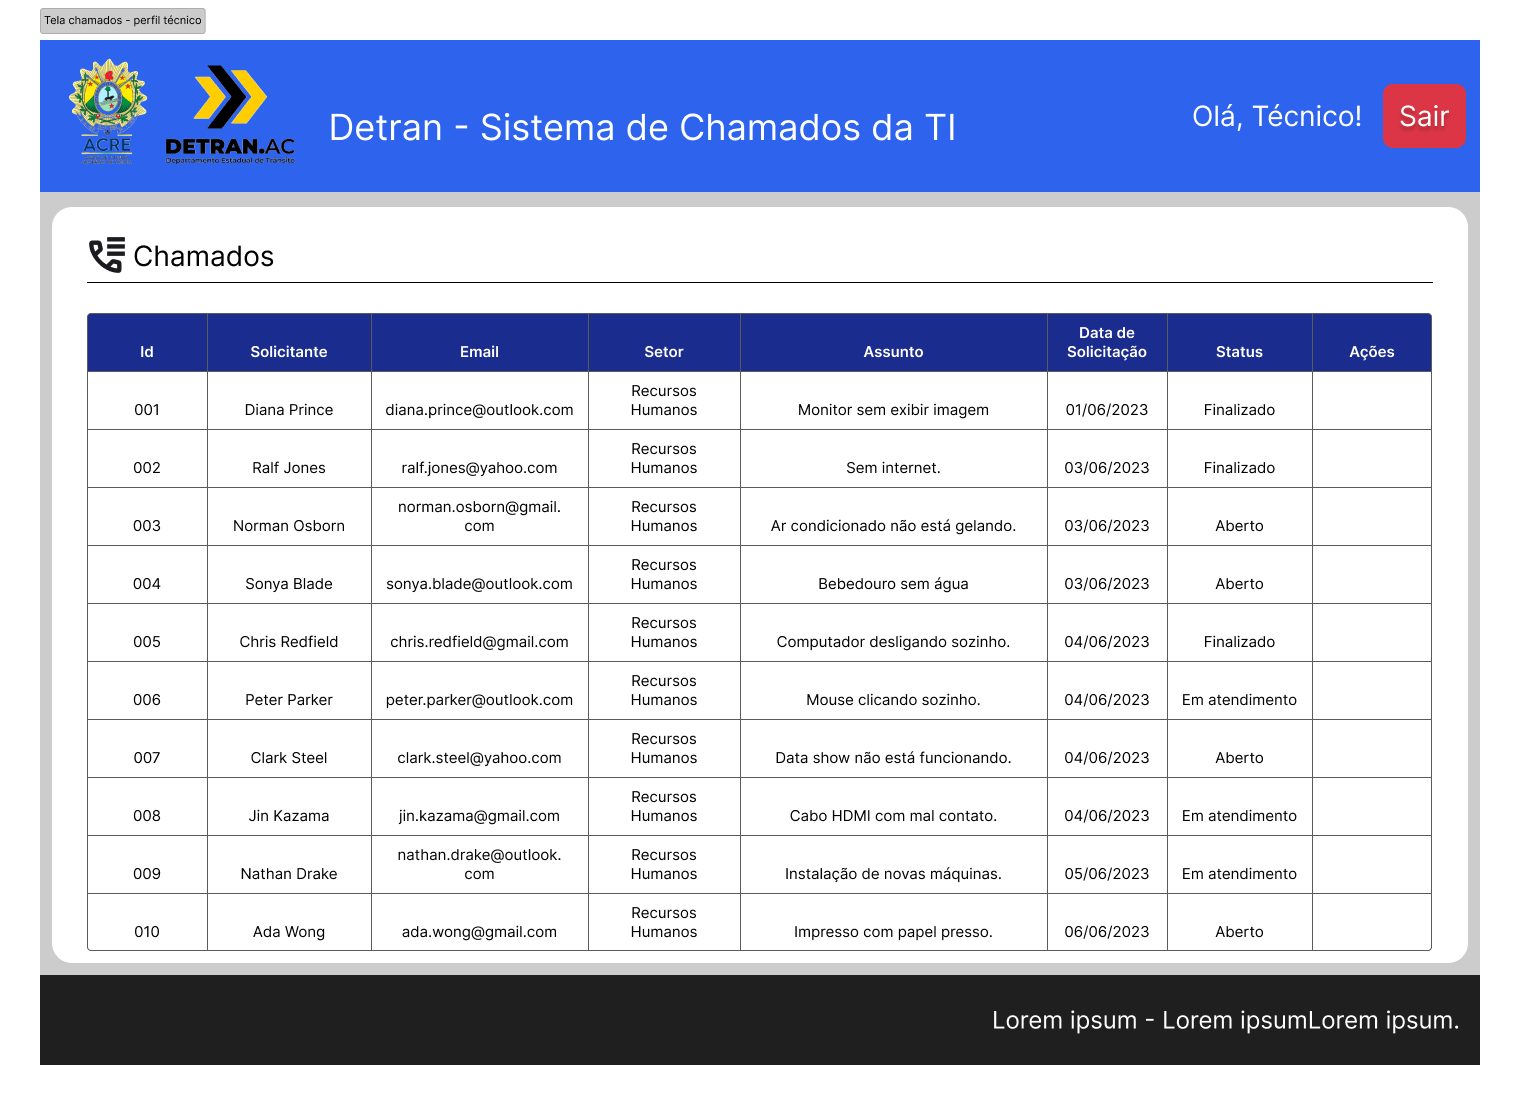 Tela chamados - perfil técnico
ACRE
DETRAN.AC
Departamento Estadual de Trânsito
Detran - Sistema de Chamados da TI
Olá, Técnico!
Sair
Chamados
Id Solicitante Email Setor Assunto Data de Solicitação Status Ações
001 Diana Prince diana.prince@outlook.com Recursos Humanos Monitor sem exibir imagem 01/06/2023 Finalizado
002 Ralf Jones ralf.jones@yahoo.com Recursos Humanos Sem internet. 03/06/2023 Finalizado
003 Norman Osborn norman.osborn@gmail.com Recursos Humanos Ar condicionado não está gelando. 03/06/2023 Aberto
004 Sonya Blade sonya.blade@outlook.com Recursos Humanos Bebedouro sem água 03/06/2023 Aberto
005 Chris Redfield chris.redfield@gmail.com Recursos Humanos Computador desligando sozinho. 04/06/2023 Finalizado
006 Peter Parker peter.parker@outlook.com Recursos Humanos Mouse clicando sozinho. 04/06/2023 Em atendimento
007 Clark Steel clark.steel@yahoo.com Recursos Humanos Data show não está funcionando. 04/06/2023 Aberto
008 Jin Kazama jin.kazama@gmail.com Recursos Humanos Cabo HDMI com mal contato. 04/06/2023 Em atendimento
009 Nathan Drake nathan.drake@outlook.com Recursos Humanos Instalação de novas máquinas. 05/06/2023 Em atendimento
010 Ada Wong ada.wong@gmail.com Recursos Humanos Impresso com papel presso. 06/06/2023 Aberto
Lorem ipsum - Lorem ipsumLorem ipsum.